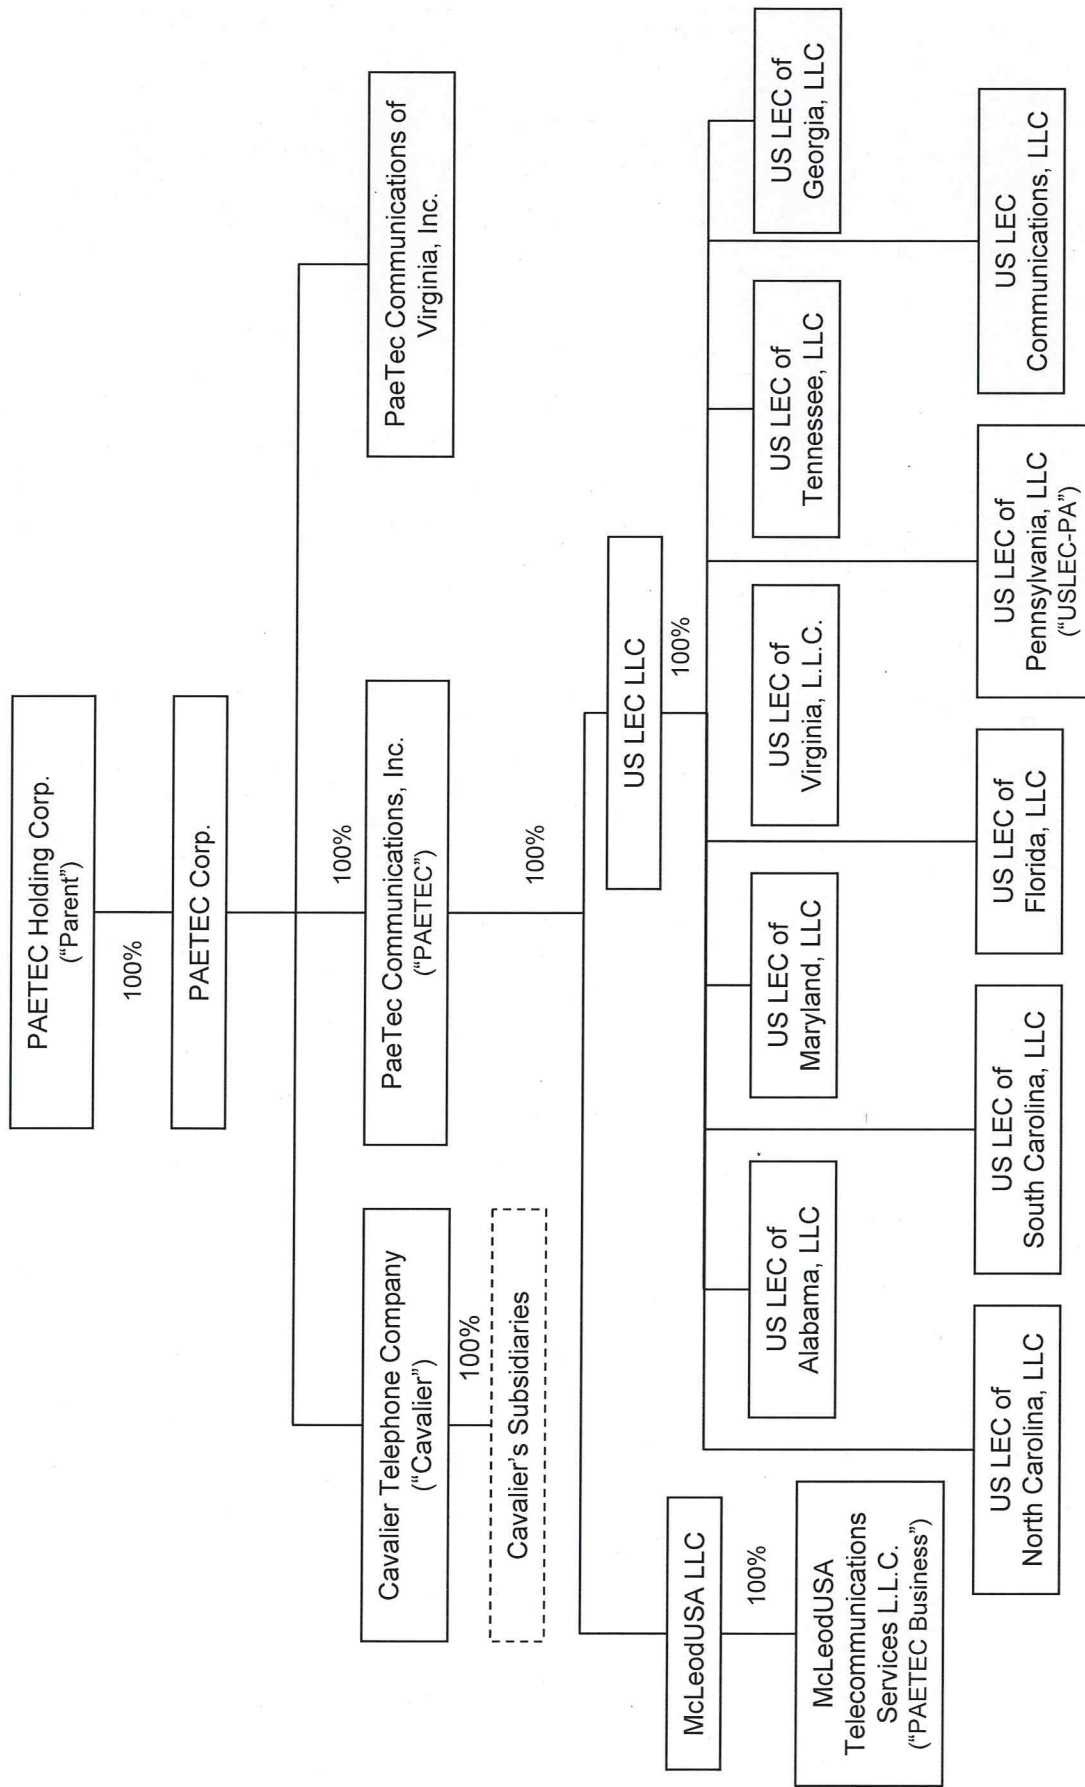 PAETEC Holding Corp.
(“Parent”)
100%
PAETEC Corp.
100%
Cavalier Telephone Company
(“Cavalier”)
PaeTec Communications, Inc.
(“PAETEC”)
PaeTec Communications of
Virginia, Inc.
100%
Cavalier’s Subsidiaries
100%
McLeodUSA LLC
US LEC LLC
100%
100%
McLeodUSA
Telecommunications
Services L.L.C.
(“PAETEC Business”)
US LEC of
Alabama, LLC
US LEC of
Maryland, LLC
US LEC of
Virginia, L.L.C.
US LEC of
Tennessee, LLC
US LEC of
Georgia, LLC
US LEC of
North Carolina, LLC
US LEC of
South Carolina, LLC
US LEC of
Florida, LLC
US LEC of
Pennsylvania, LLC
(“USLEC-PA”)
US LEC
Communications, LLC